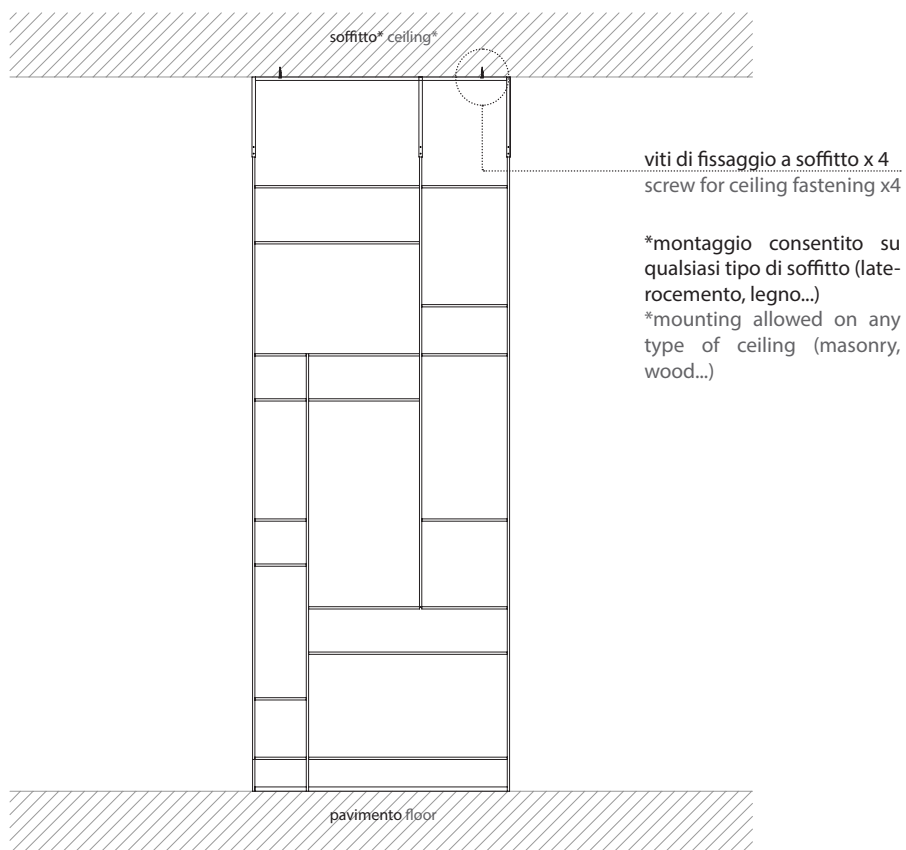 soffitto* ceiling*
viti di fissaggio a soffitto x 4
screw for ceiling fastening x4
*montaggio consentito su
qualsiasi tipo di soffitto (late-
rocemento, legno...)
*mounting allowed on any
type of ceiling (masonry,
wood...)
pavimento floor